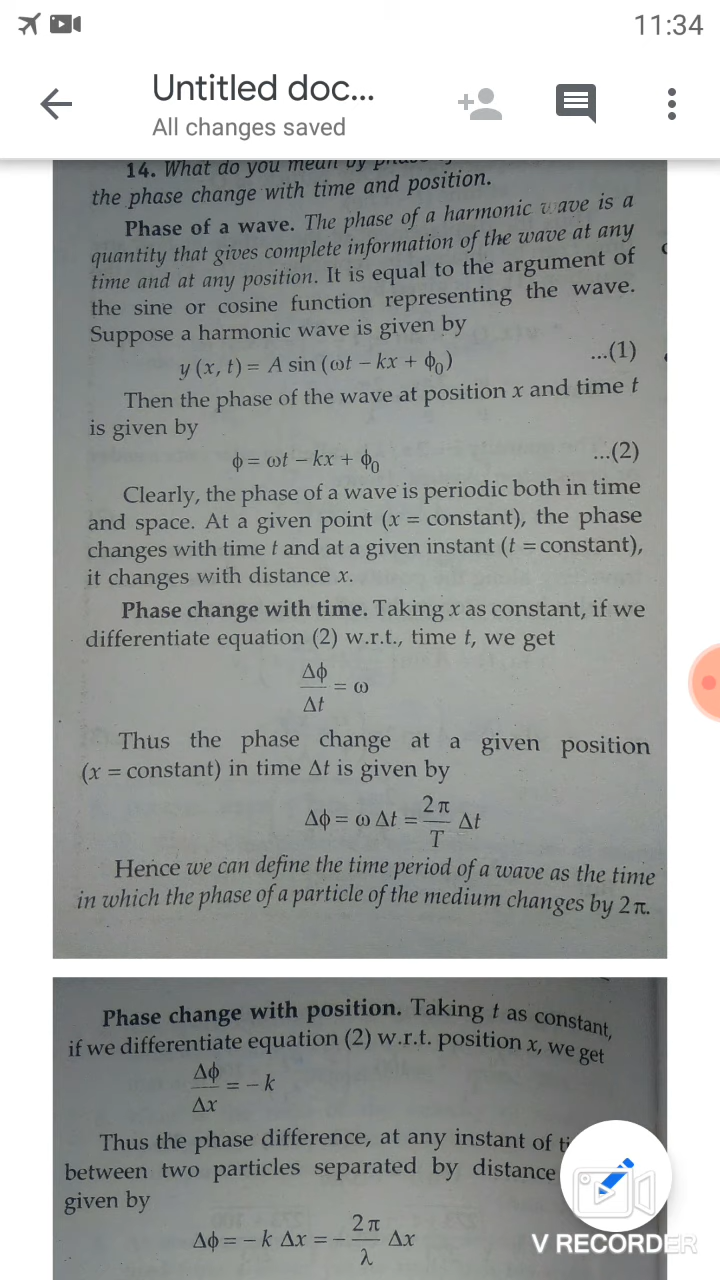 11:34
Untitled doc...
All changes saved
14. What do you mean by
the phase change with time and position.
Phase of a wave. The phase of a harmonic wave is a
quantity that gives complete information of the wave at any
time and at any position. It is equal to the argument of
the sine or cosine function representing the wave.
Suppose a harmonic wave is given by
y (x, t) = A sin (ωt – kx + ϕ₀) ...(1)
Then the phase of the wave at position x and time t
is given by
ϕ = ωt – kx + ϕ₀ ...(2)
Clearly, the phase of a wave is periodic both in time
and space. At a given point (x = constant), the phase
changes with time t and at a given instant (t = constant),
it changes with distance x.
Phase change with time. Taking x as constant, if we
differentiate equation (2) w.r.t., time t, we get
Δϕ/Δt = ω
Thus the phase change at a given position
(x = constant) in time Δt is given by
Δϕ = ω Δt = 2π/T Δt
Hence we can define the time period of a wave as the time
in which the phase of a particle of the medium changes by 2π.
Phase change with position. Taking t as constant,
if we differentiate equation (2) w.r.t. position x, we get
Δϕ/Δx = – k
Thus the phase difference, at any instant of
between two particles separated by distance
given by
Δϕ = – k Δx = – 2π/λ Δx
V RECORDER